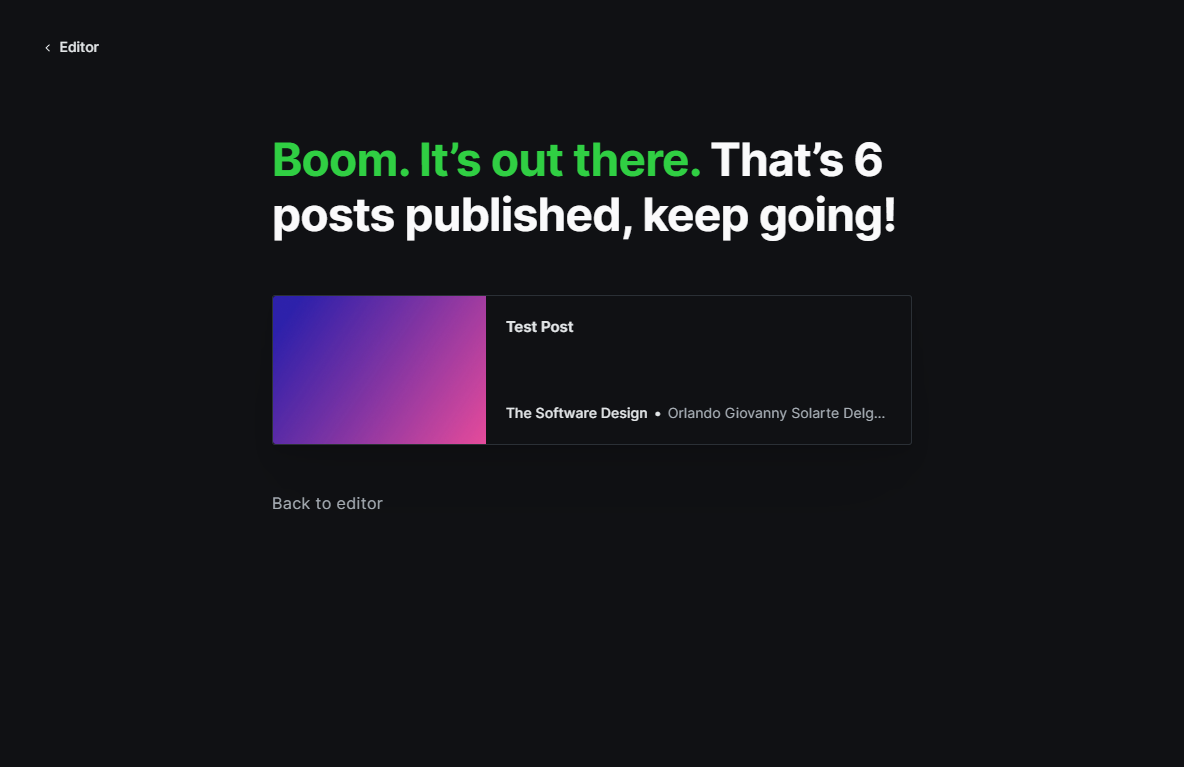 Editor
Boom. It’s out there. That’s 6
posts published, keep going!
Test Post
The Software Design • Orlando Giovanny Solarte Delg...
Back to editor